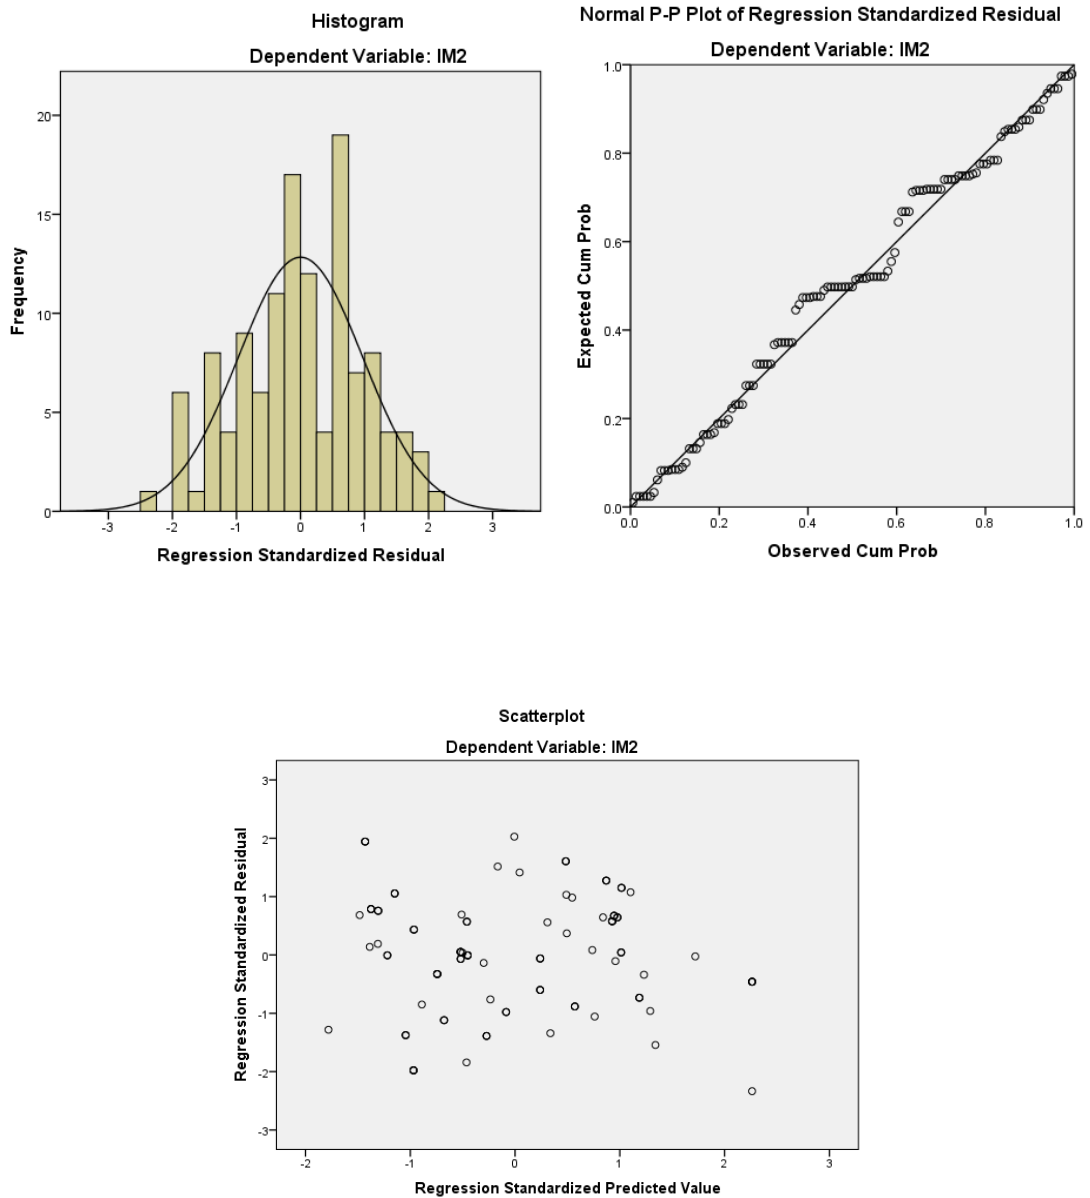 Histogram
Dependent Variable: IM2
Frequency
20
15
10
5
0
-3 -2 -1 0 1 2 3
Regression Standardized Residual
Normal P-P Plot of Regression Standardized Residual
Dependent Variable: IM2
Expected Cum Prob
1.0
0.8
0.6
0.4
0.2
0.0
0.0 0.2 0.4 0.6 0.8 1.0
Observed Cum Prob
Scatterplot
Dependent Variable: IM2
Regression Standardized Residual
3
2
1
0
-1
-2
-3
-2 -1 0 1 2 3
Regression Standardized Predicted Value